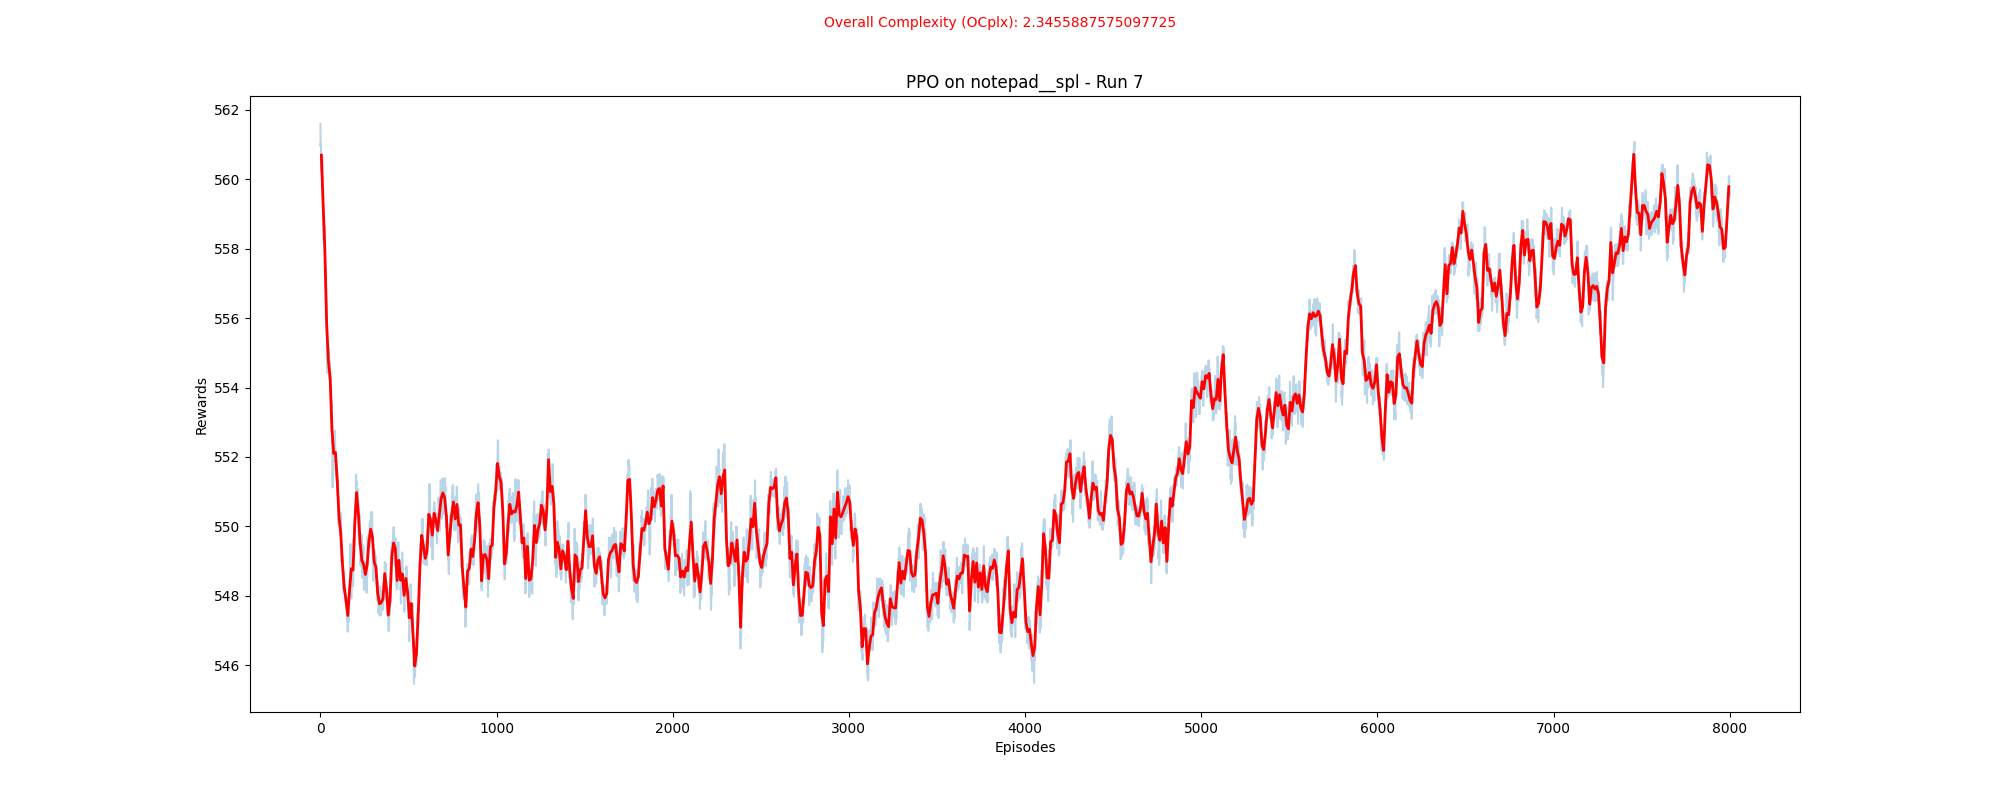 Overall Complexity (OCplx): 2.3455887575097725
PPO on notepad__spl - Run 7
562
560
558
556
554
552
550
548
546
Rewards
0 1000 2000 3000 4000 5000 6000 7000 8000
Episodes